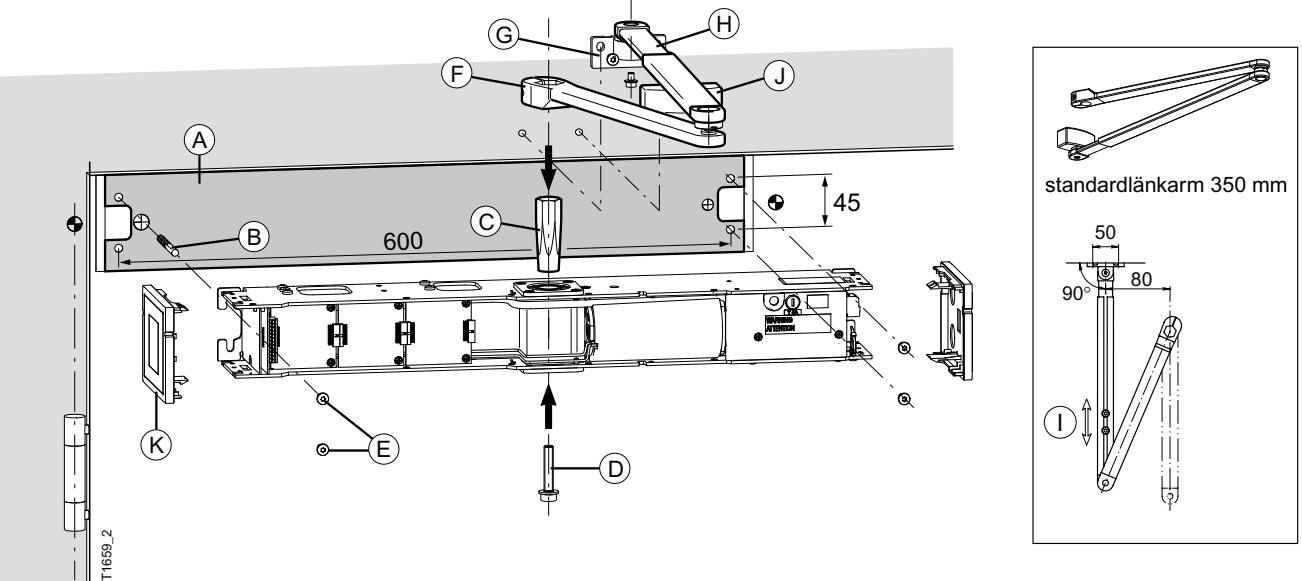 G
H
F
J
A
B
C
45
600
WARNING
ATTENTION
K
E
D
T1659_2
standardlänkarm 350 mm
50
90°
80
I